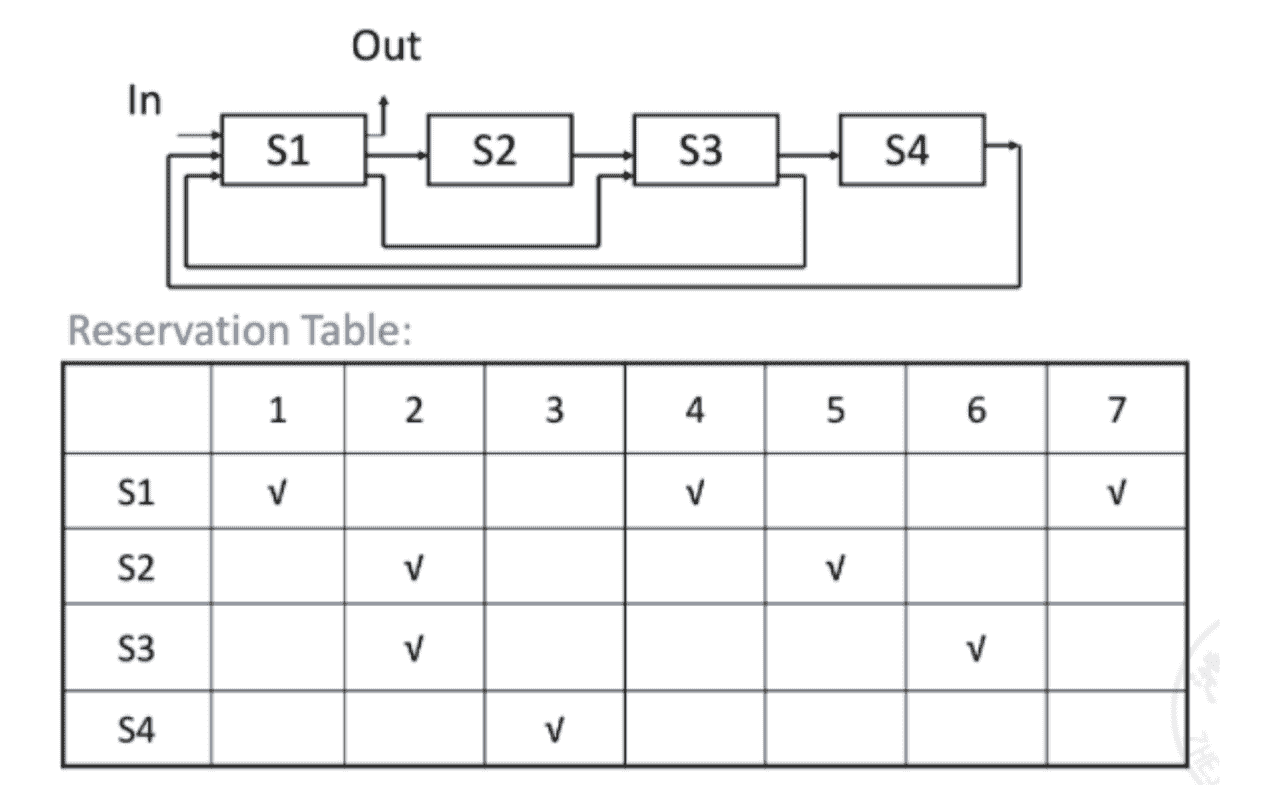 Out
In
S1 S2 S3 S4
Reservation Table:
1 2 3 4 5 6 7
S1 √ √ √
S2 √ √
S3 √ √
S4 √